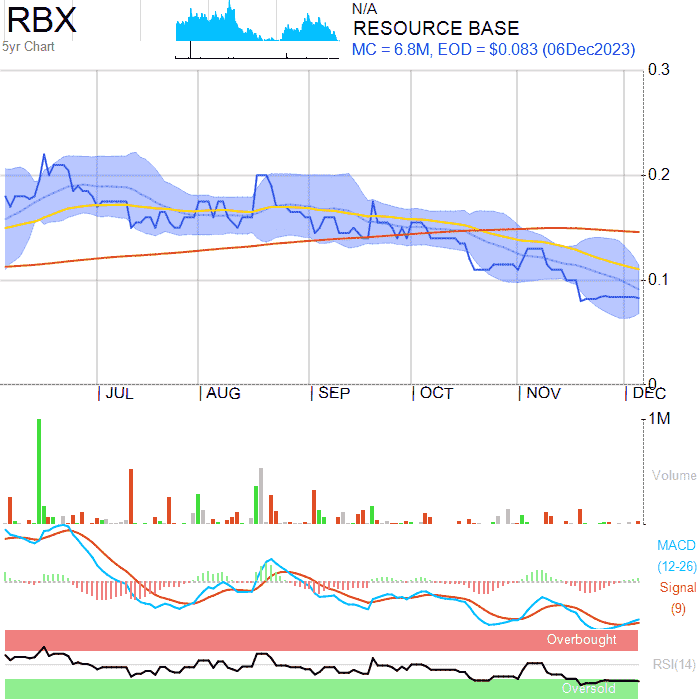 RBX
5yr Chart
N/A
RESOURCE BASE
MC = 6.8M, EOD = $0.083 (06Dec2023)
0.3
0.2
0.1
0
JUL AUG SEP OCT NOV DEC
1M
Volume
MACD
(12-26)
Signal
(9)
Overbought
RSI(14)
Oversold